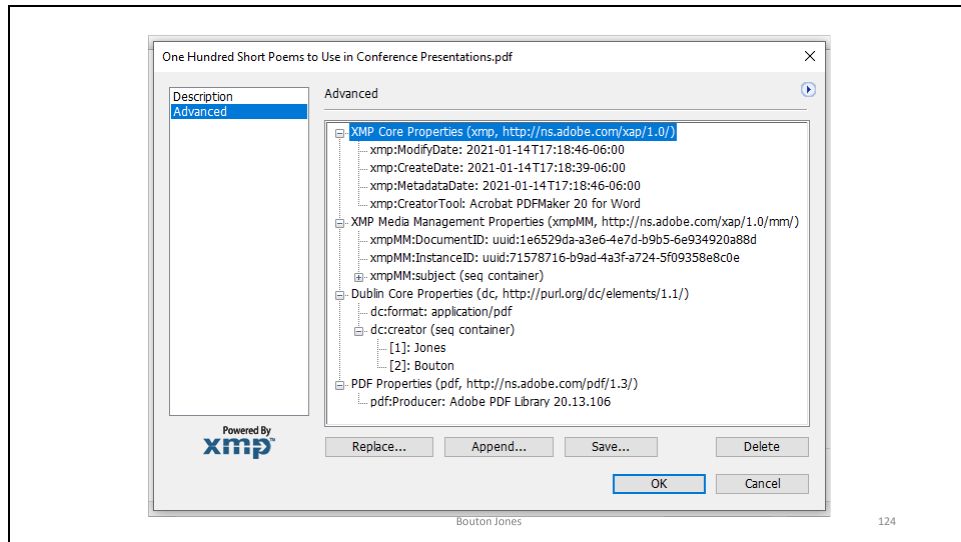 One Hundred Short Poems to Use in Conference Presentations.pdf
Description
Advanced
Advanced
XMP Core Properties (xmp, http://ns.adobe.com/xap/1.0/)
xmp:ModifyDate: 2021-01-14T17:18:46-06:00
xmp:CreateDate: 2021-01-14T17:18:39-06:00
xmp:MetadataDate: 2021-01-14T17:18:46-06:00
xmp:CreatorTool: Acrobat PDFMaker 20 for Word
XMP Media Management Properties (xmpMM, http://ns.adobe.com/xap/1.0/mm/)
xmpMM:DocumentID: uuid:1e6529da-a3e6-4e7d-b9b5-6e934920a88d
xmpMM:InstanceID: uuid:71578716-b9ad-4a3f-a724-5f09358e8c0e
xmpMM:subject (seq container)
Dublin Core Properties (dc, http://purl.org/dc/elements/1.1/)
dc:format: application/pdf
dc:creator (seq container)
[1]: Jones
[2]: Bouton
PDF Properties (pdf, http://ns.adobe.com/pdf/1.3/)
pdf:Producer: Adobe PDF Library 20.13.106
Powered By
xmp™
Replace... Append... Save... Delete
OK Cancel
Bouton Jones 124